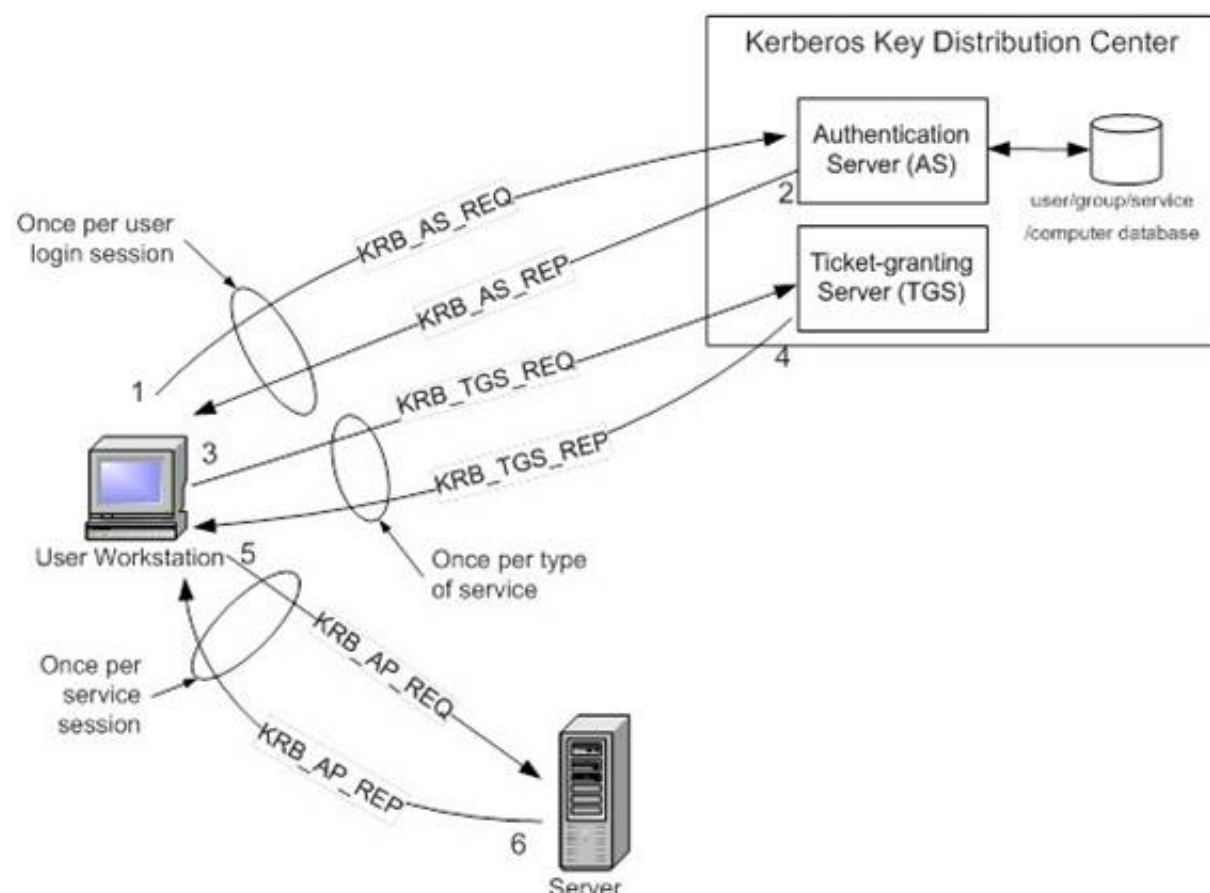 Kerberos Key Distribution Center
Authentication
Server (AS)
user/group/service
/computer database
Ticket-granting
Server (TGS)
Once per user
login session
KRB_AS_REQ
2
KRB_AS_REP
1
KRB_TGS_REQ
4
3
KRB_TGS_REP
User Workstation
5
Once per type
of service
KRB_AP_REQ
Once per
service
session
KRB_AP_REP
6
Server